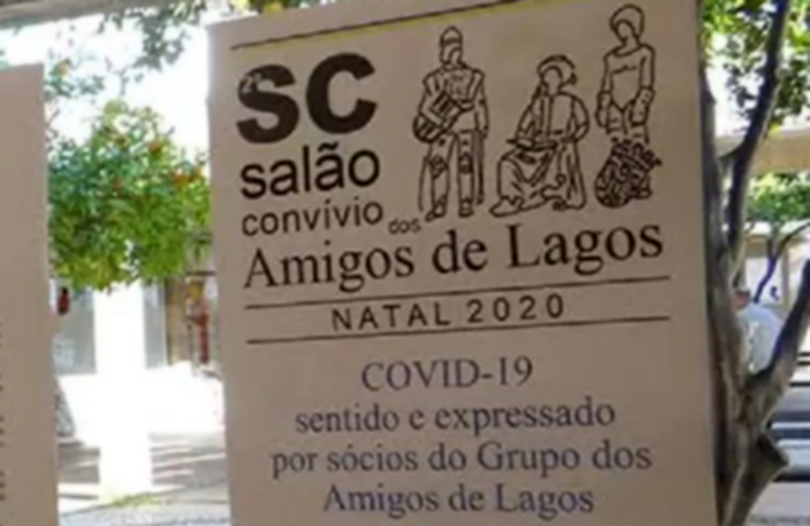 SC
salão
convívio dos
Amigos de Lagos
NATAL 2020
COVID-19
sentido e expressado
por sócios do Grupo dos
Amigos de Lagos